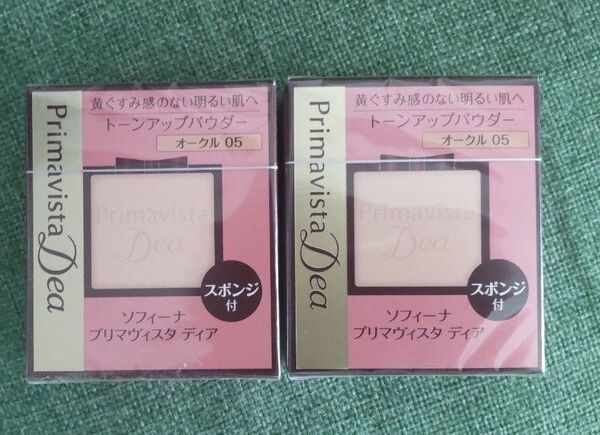 黄ぐすみ感のない明るい肌へ
トーンアップパウダー
オークル 05
Primavista Dea
Primavista
Dea
スポンジ
付
ソフィーナ
プリマヴィスタ ディア
黄ぐすみ感のない明るい肌へ
トーンアップパウダー
オークル 05
Primavista Dea
Primavista
Dea
スポンジ
付
ソフィーナ
プリマヴィスタ ディア